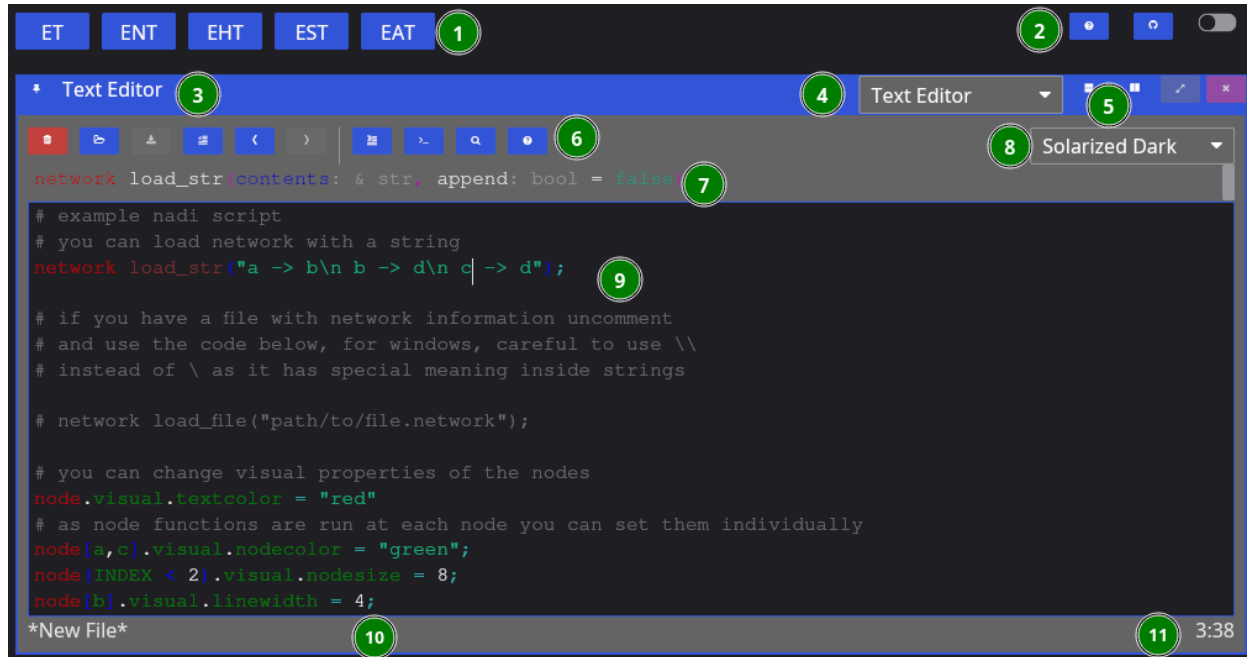 ET ENT EHT EST EAT 1 2
Text Editor 3 4 Text Editor 5
6 8 Solarized Dark
network load_str(contents: & str, append: bool = false) 7
# example nadi script
# you can load network with a string
network load_str("a -> b\n b -> d\n c -> d"); 9
# if you have a file with network information uncomment
# and use the code below, for windows, careful to use \\
# instead of \ as it has special meaning inside strings
# network load_file("path/to/file.network");
# you can change visual properties of the nodes
node.visual.textcolor = "red"
# as node functions are run at each node you can set them individually
node[a,c].visual.nodecolor = "green";
node(INDEX < 2).visual.nodesize = 8;
node[b].visual.linewidth = 4;
*New File* 10 11 3:38